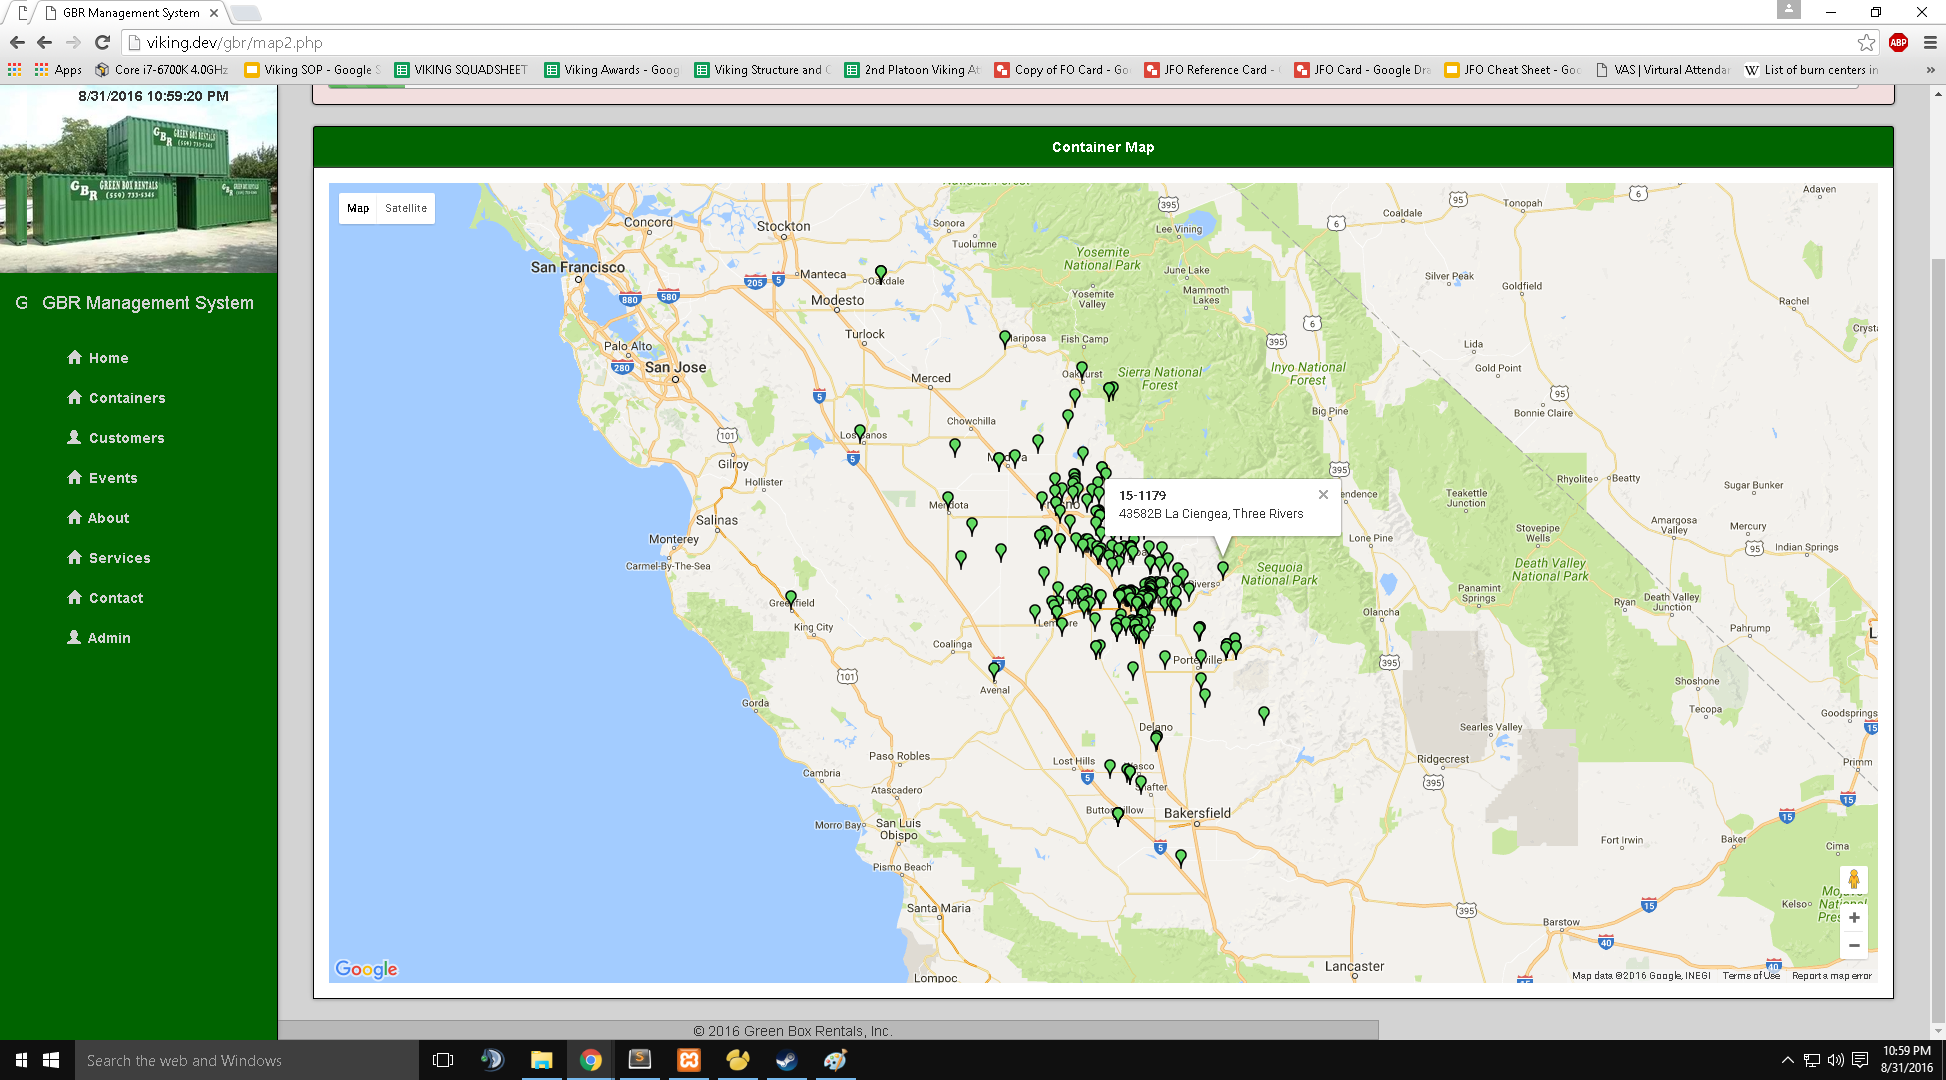 GBR Management System
viking.dev/gbr/map2.php
ABP
Apps
Core i7-6700K 4.0GHz
Viking SOP - Google S
VIKING SQUADSHEET
Viking Awards - Goog
Viking Structure and
2nd Platoon Viking At
Copy of FO Card - Go
JFO Reference Card -
JFO Card - Google Dra
JFO Cheat Sheet - Goo
VAS | Virtural Attendar
List of burn centers in
8/31/2016 10:59:20 PM
GBR GREEN BOX RENTALS
(559) 733-5345
G GBR Management System
Home
Containers
Customers
Events
About
Services
Contact
Admin
Container Map
Map Satellite
Adaven
Tonopah
Coaldale
Sonora
Lee Vining
Concord
Stockton
Tuolumne
Yosemite
National Park
San Francisco
Manteca
Oakdale
June Lake
Silver Peak
Goldfield
Modesto
Yosemite
Valley
Mammoth
Lakes
Rachel
Turlock
Mariposa
Fish Camp
Palo Alto
Lida
San Jose
Merced
Sierra National
Forest
Inyo National
Forest
Gold Point
Chowchilla
Big Pine
Bonnie Claire
Gilroy
Hollister
Rhyolite
Beatty
Mendota
Teakettle
Junction
Sugar Bunker
Salinas
15-1179
43582B La Ciengea, Three Rivers
Monterey
Lone Pine
Stovepipe
Wells
Amargosa
Valley
Mercury
Indian Springs
Carmel-By-The-Sea
Sequoia
National Park
Death Valley
National Park
Panamint
Springs
Greenfield
Olancha
Ryan
Death Valley
Junction
King City
Pahrump
Coalinga
Lemoore
Porterville
Avenal
Shoshone
Gorda
Tecopa
Goodsprings
Delano
Searles Valley
Paso Robles
Lost Hills
Ridgecrest
Primm
Cambria
Shafter
Atascadero
Buttonwillow
Bakersfield
Morro Bay
San Luis
Obispo
Fort Irwin
Baker
Cima
Pismo Beach
Santa Maria
Kelso
Barstow
Lancaster
Lompoc
Google
Map data ©2016 Google, INEGI Terms of Use Report a map error
© 2016 Green Box Rentals, Inc.
Search the web and Windows
10:59 PM
8/31/2016